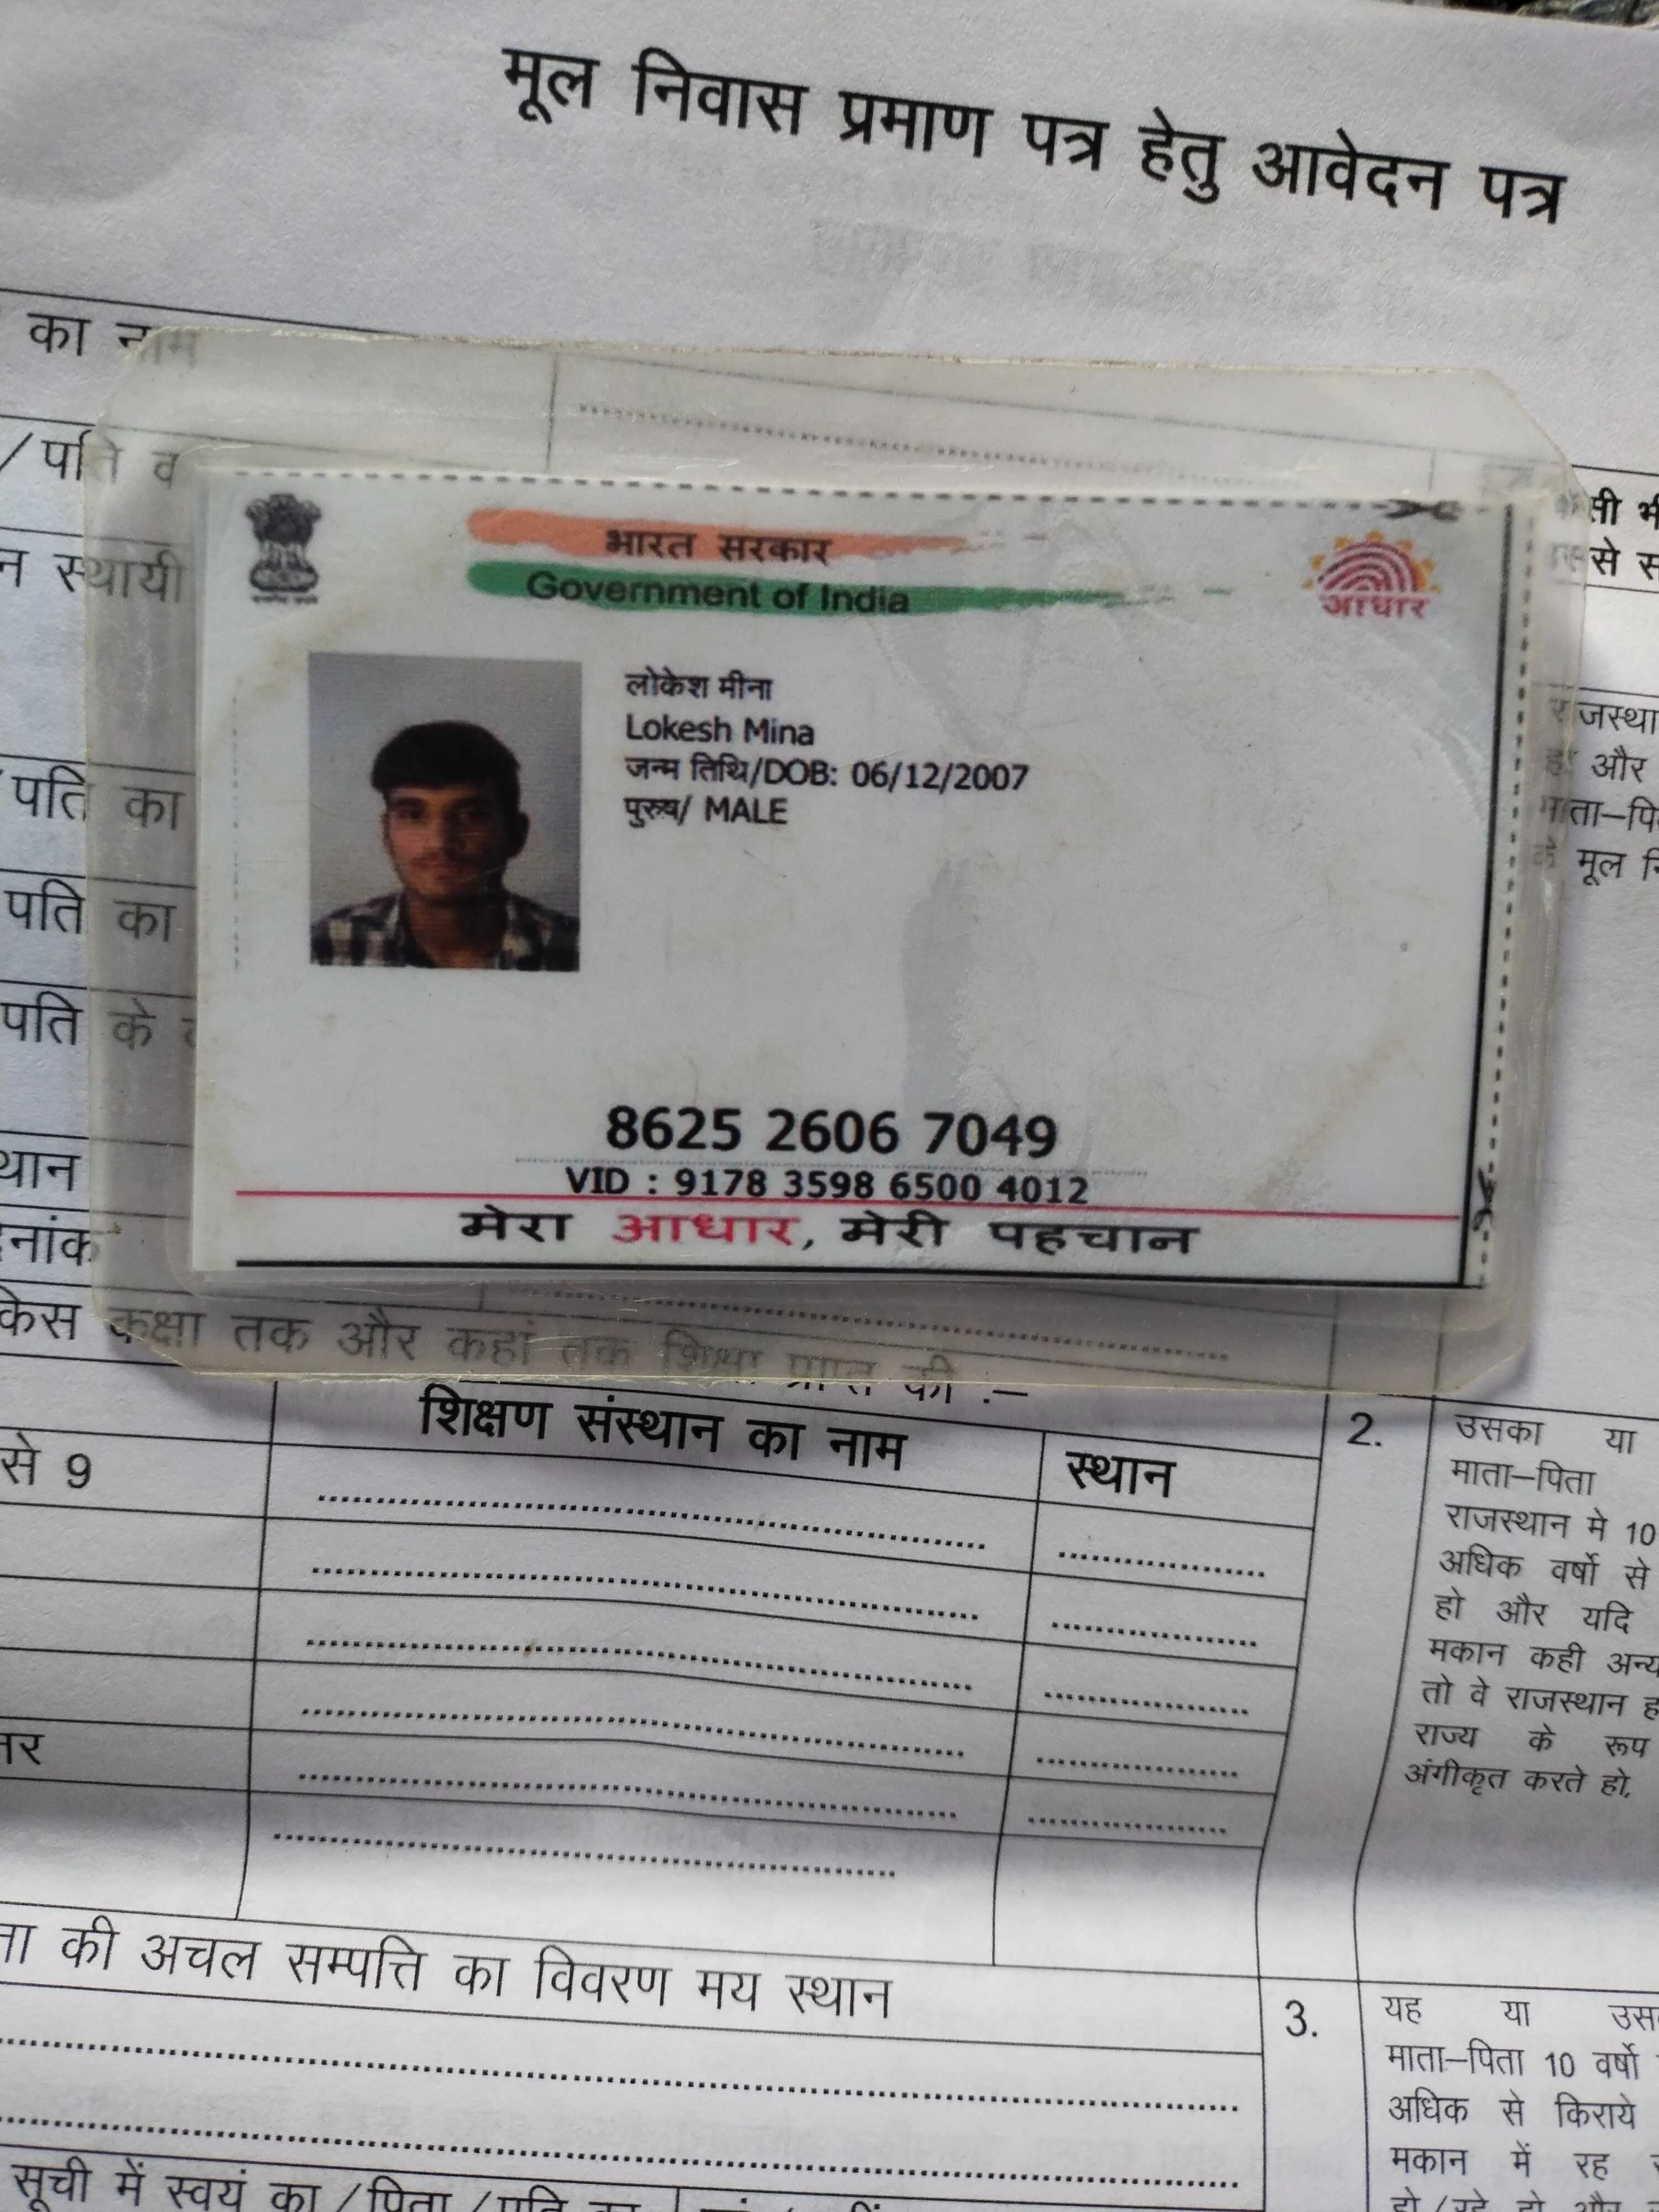 मूल निवास प्रमाण पत्र हेतु आवेदन पत्र
का नाम
/पति
स्थायी
भारत सरकार
Government of India
आधार
लोकेश मीना
Lokesh Mina
जन्म तिथि/DOB: 06/12/2007
पुरुष/ MALE
8625 2606 7049
VID : 9178 3598 6500 4012
मेरा आधार, मेरी पहचान
पति का
पति का
पति के
और
मूल
किस कक्षा तक और कहां तक शिक्षा प्राप्त की :–
शिक्षण संस्थान का नाम
स्थान
से 9
2.
उसका या
माता–पिता
राजस्थान मे 10
अधिक वर्षो से
हो और यदि
मकान कही अन्य
तो वे राजस्थान
राज्य के रूप
अंगीकृत करते हो,
की अचल सम्पत्ति का विवरण मय स्थान
3.
यह या
माता–पिता 10 वर्षो
अधिक से किराये
मकान में रह
सूची में स्वयं का/पिता/पति का